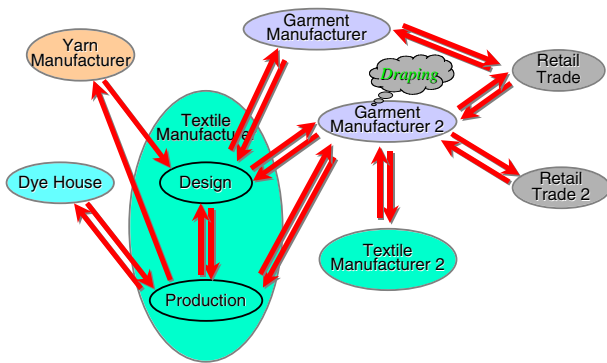 Garment
Manufacturer
Yarn
Manufacturer
Retail
Trade
Draping
Textile
Manufacture
Garment
Manufacturer 2
Dye House
Design
Retail
Trade 2
Textile
Manufacturer 2
Production